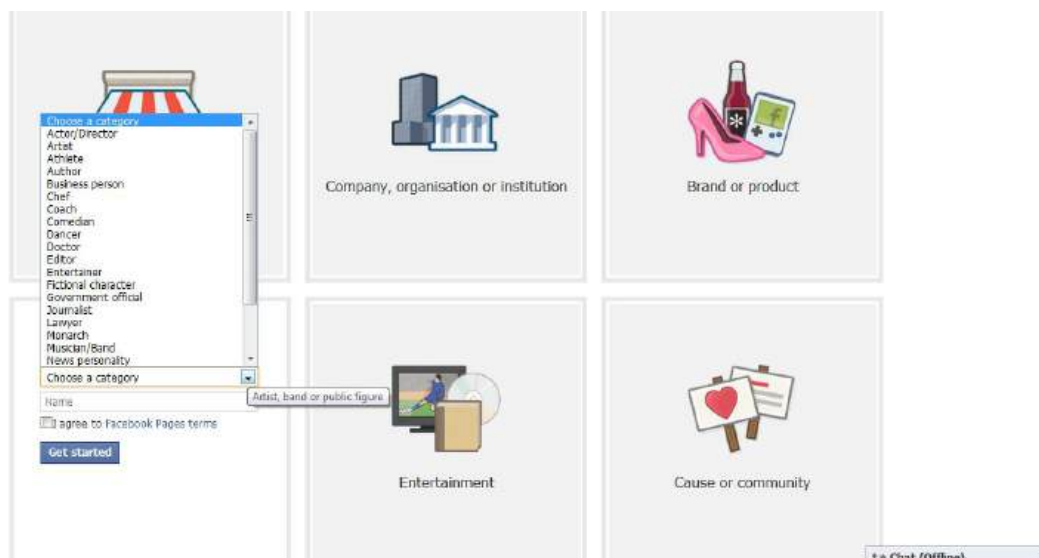 Company, organisation or institution
Brand or product
Choose a category
Actor/Director
Artist
Athlete
Author
Business person
Chef
Coach
Comedian
Dancer
Doctor
Editor
Entertainer
Fictional character
Government official
Journalist
Lawyer
Monarch
Musician/Band
News personality
Choose a category
Artist, band or public figure
Name
I agree to Facebook Pages terms
Get started
Entertainment
Cause or community
Chat (Offline)